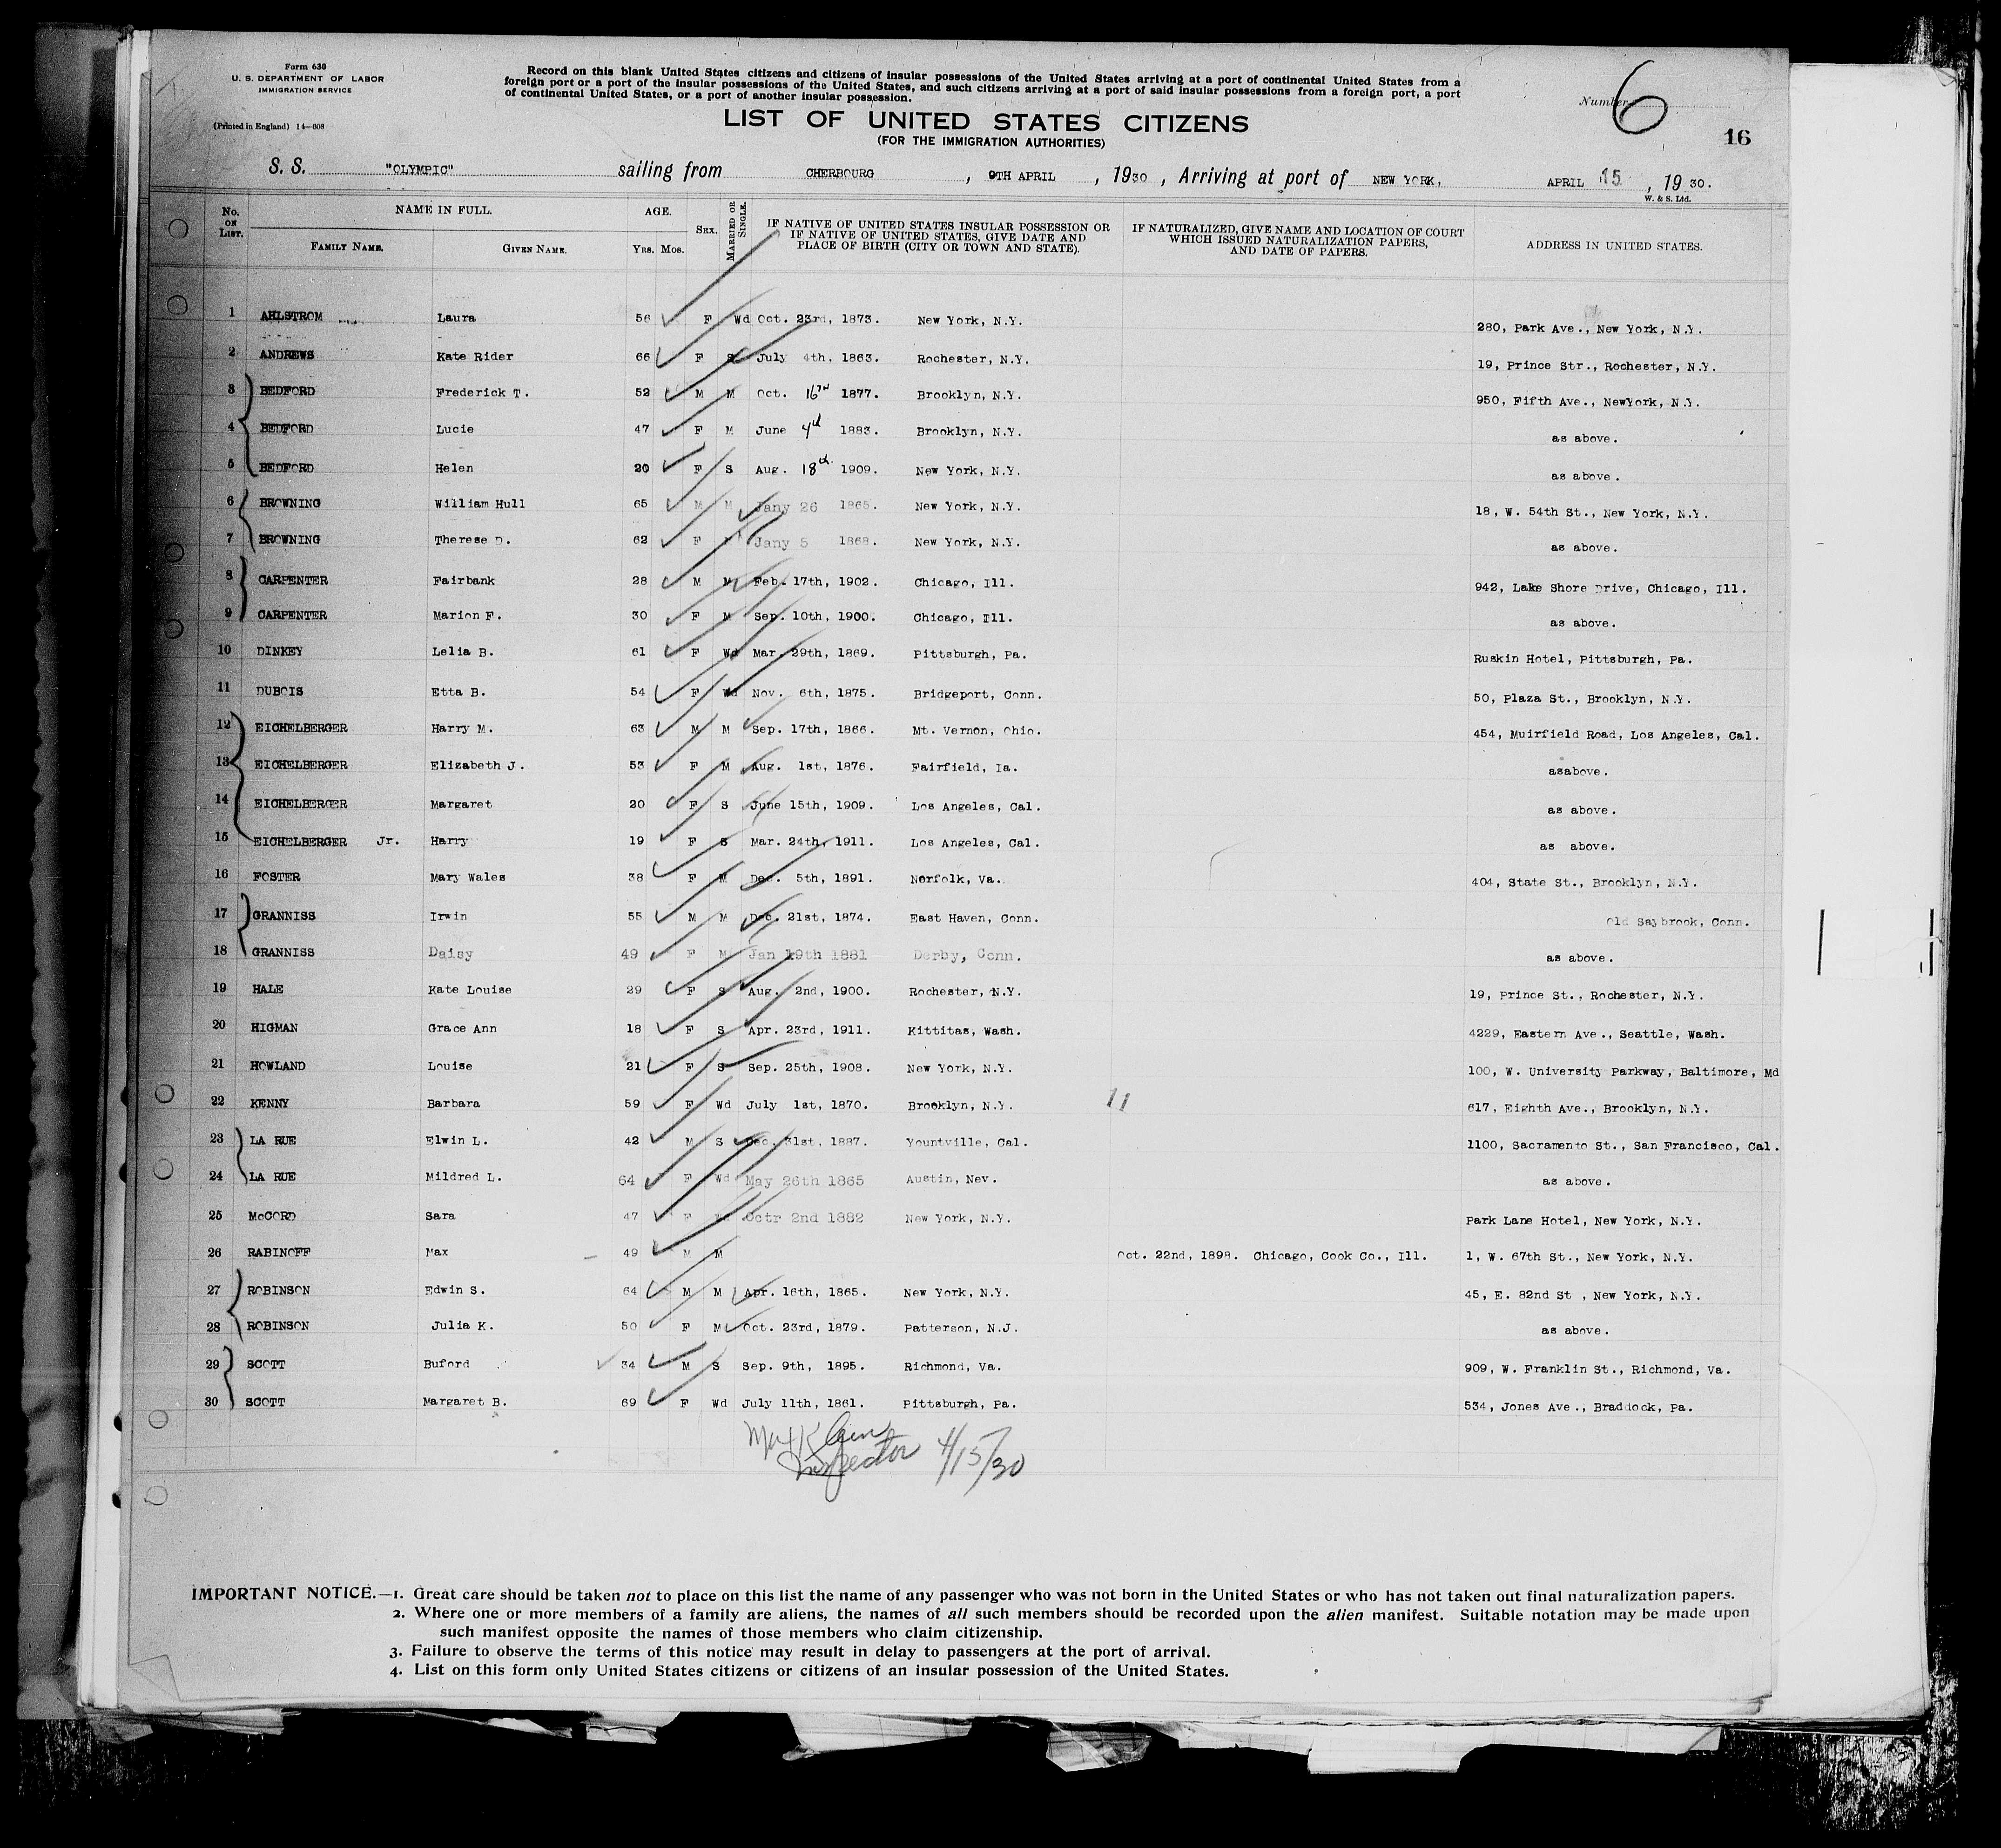 Form 630
U. S. DEPARTMENT OF LABOR
IMMIGRATION SERVICE
(Printed in England) 14—608
Record on this blank United States citizens and citizens of insular possessions of the United States arriving at a port of continental United States from a
foreign port or a port of the insular possessions of the United States, and such citizens arriving at a port of said insular possessions from a foreign port, a port
of continental United States, or a port of another insular possession.
Number 6
16
LIST OF UNITED STATES CITIZENS
(FOR THE IMMIGRATION AUTHORITIES)
S. S. "OLYMPIC" sailing from CHERBOURG, 9TH APRIL, 1930, Arriving at port of NEW YORK, APRIL 15, 1930.
W. & S. Ltd.
No. ON LIST. NAME IN FULL. FAMILY NAME. GIVEN NAME. AGE. YRS. MOS. SEX. MARRIED OR SINGLE. IF NATIVE OF UNITED STATES INSULAR POSSESSION OR IF NATIVE OF UNITED STATES, GIVE DATE AND PLACE OF BIRTH (CITY OR TOWN AND STATE). IF NATURALIZED, GIVE NAME AND LOCATION OF COURT WHICH ISSUED NATURALIZATION PAPERS, AND DATE OF PAPERS. ADDRESS IN UNITED STATES.
1 AHLSTROM Laura 56 F Wd Oct. 23rd, 1873. New York, N.Y. 280, Park Ave., New York, N.Y.
2 ANDREWS Kate Rider 66 F S July 4th, 1863. Rochester, N.Y. 19, Prince Str., Rochester, N.Y.
3 BEDFORD Frederick T. 52 M M Oct. 16TH 1877. Brooklyn, N.Y. 950, Fifth Ave., NewYork, N.Y.
4 BEDFORD Lucie 47 F M June 4th 1883. Brooklyn, N.Y. as above.
5 BEDFORD Helen 20 F S Aug. 18th 1909. New York, N.Y. as above.
6 BROWNING William Hull 65 M M Jany 26 1865. New York, N.Y. 18, W. 54th St., New York, N.Y.
7 BROWNING Therese D. 62 F Jany 5 1868. New York, N.Y. as above.
8 CARPENTER Fairbank 28 M M Feb. 17th, 1902. Chicago, Ill. 942, Lake Shore Drive, Chicago, Ill.
9 CARPENTER Marion F. 30 F M Sep. 10th, 1900. Chicago, Ill. as above.
10 DINKEY Lelia B. 61 F Wd Mar. 29th, 1869. Pittsburgh, Pa. Ruskin Hotel, Pittsburgh, Pa.
11 DUBOIS Etta B. 54 F Wd Nov. 6th, 1875. Bridgeport, Conn. 50, Plaza St., Brooklyn, N.Y.
12 EICHELBERGER Harry M. 63 M M Sep. 17th, 1866. Mt. Vernon, Ohio. 454, Muirfield Road, Los Angeles, Cal.
13 EICHELBERGER Elizabeth J. 53 F M Aug. 1st, 1876. Fairfield, Ia. asabove.
14 EICHELBERGER Margaret 20 F S June 15th, 1909. Los Angeles, Cal. as above.
15 EICHELBERGER Jr. Harry 19 F S Mar. 24th, 1911. Los Angeles, Cal. as above.
16 FOSTER Mary Wales 38 F M Dec. 5th, 1891. Norfolk, Va. 404, State St., Brooklyn, N.Y.
17 GRANNISS Irwin 55 M M Dec. 21st, 1874. East Haven, Conn. Old Saybrook, Conn.
18 GRANNISS Daisy 49 F M Jan 19th 1881 Derby, Conn. as above.
19 HALE Kate Louise 29 F S Aug. 2nd, 1900. Rochester, N.Y. 19, Prince St., Rochester, N.Y.
20 HIGMAN Grace Ann 18 F S Apr. 23rd, 1911. Kittitas, Wash. 4229, Eastern Ave., Seattle, Wash.
21 HOWLAND Louise 21 F S Sep. 25th, 1908. New York, N.Y. 100, W. University Parkway, Baltimore, Md
22 KENNY Barbara 59 F Wd July 1st, 1870. Brooklyn, N.Y. 11 617, Eighth Ave., Brooklyn, N.Y.
23 LA RUE Elwin L. 42 M S Dec. 31st, 1887. Yountville, Cal. 1100, Sacramento St., San Francisco, Cal.
24 LA RUE Mildred L. 64 F Wd May 26th 1865 Austin, Nev. as above.
25 McCORD Sara 47 F Wd Octr 2nd 1882 New York, N.Y. Park Lane Hotel, New York, N.Y.
26 RABINOFF Max 49 M M Oct. 22nd, 1898. Chicago, Cook Co., Ill. 1, W. 67th St., New York, N.Y.
27 ROBINSON Edwin S. 64 M M Apr. 16th, 1865. New York, N.Y. 45, E. 82nd St , New York, N.Y.
28 ROBINSON Julia K. 50 F M Oct. 23rd, 1879. Patterson, N.J. as above.
29 SCOTT Buford 34 M S Sep. 9th, 1895. Richmond, Va. 909, W. Franklin St., Richmond, Va.
30 SCOTT Margaret B. 69 F Wd July 11th, 1861. Pittsburgh, Pa. 534, Jones Ave., Braddock, Pa.
Inspector 4/15/30
IMPORTANT NOTICE.—1. Great care should be taken not to place on this list the name of any passenger who was not born in the United States or who has not taken out final naturalization papers.
2. Where one or more members of a family are aliens, the names of all such members should be recorded upon the alien manifest. Suitable notation may be made upon
such manifest opposite the names of those members who claim citizenship.
3. Failure to observe the terms of this notice may result in delay to passengers at the port of arrival.
4. List on this form only United States citizens or citizens of an insular possession of the United States.